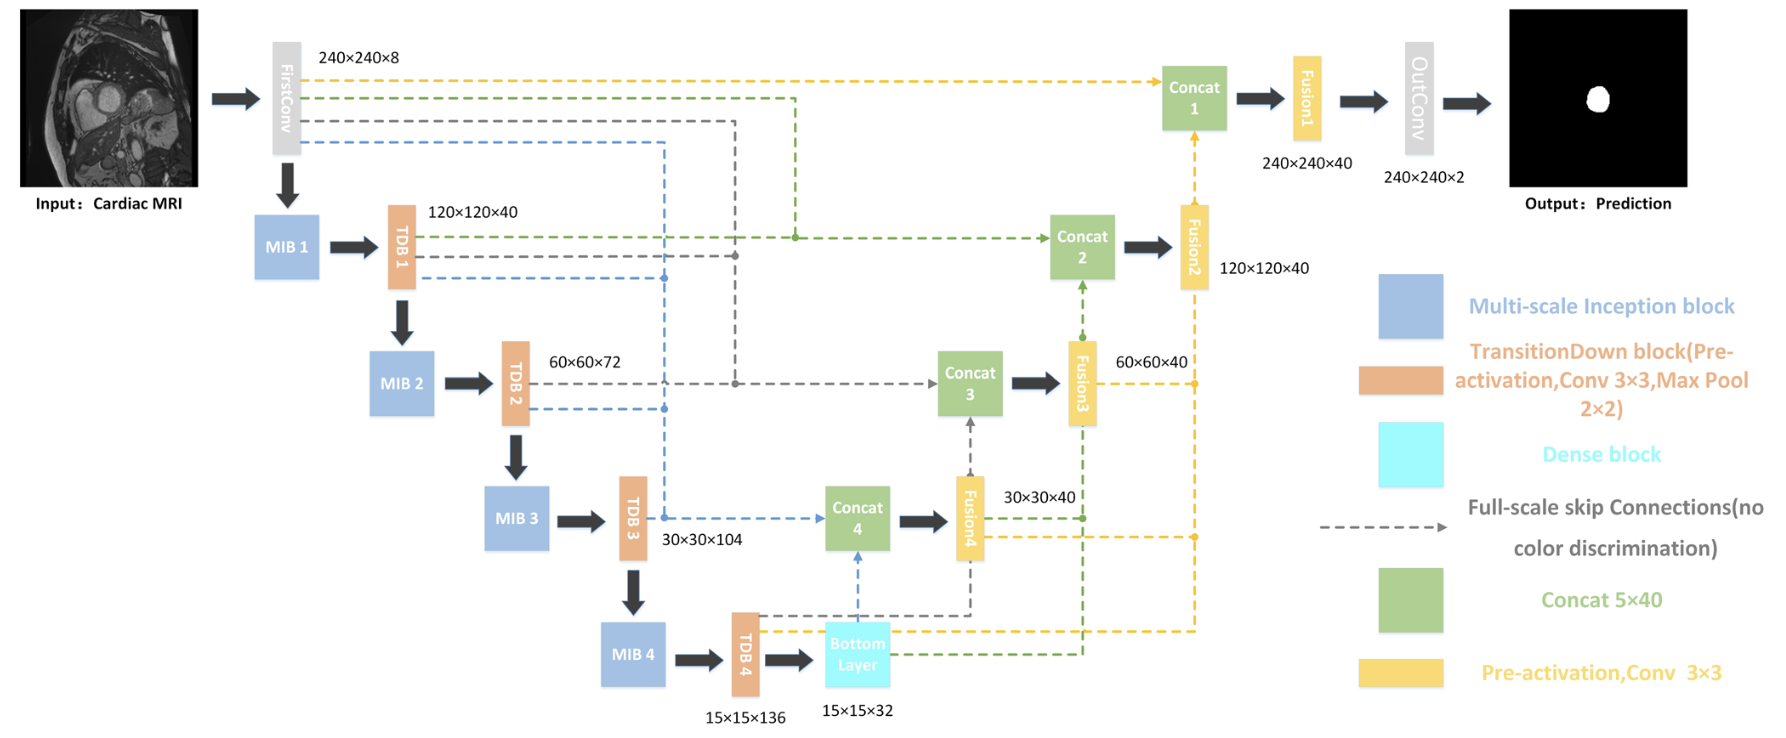 240×240×8
FirstConv
Concat
1
Fusion1
OutConv
240×240×40
240×240×2
Input：Cardiac MRI
Output：Prediction
120×120×40
MIB 1
TDB 1
Concat
2
Fusion2
120×120×40
Multi-scale Inception block
60×60×72
MIB 2
TDB 2
Concat
3
Fusion3
60×60×40
TransitionDown block(Pre-
activation,Conv 3×3,Max Pool
2×2)
Dense block
MIB 3
TDB 3
30×30×104
Concat
4
Fusion4
30×30×40
Full-scale skip Connections(no
color discrimination)
Concat 5×40
MIB 4
TDB 4
Bottom
Layer
15×15×136
15×15×32
Pre-activation,Conv 3×3